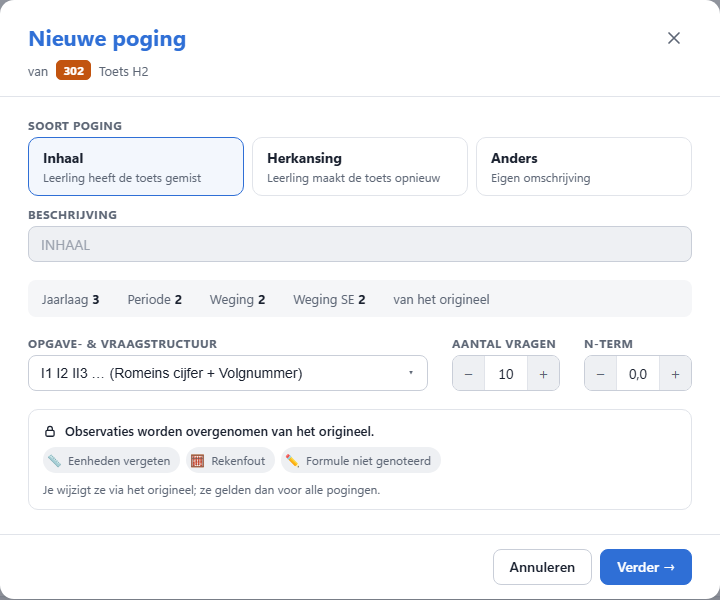 Nieuwe poging
van 302 Toets H2
SOORT POGING
Inhaal
Leerling heeft de toets gemist
Herkansing
Leerling maakt de toets opnieuw
Anders
Eigen omschrijving
BESCHRIJVING
INHAAL
Jaarlaag 3 Periode 2 Weging 2 Weging SE 2 van het origineel
OPGAVE- & VRAAGSTRUCTUUR
I1 I2 II3 … (Romeins cijfer + Volgnummer)
AANTAL VRAGEN
− 10 +
N-TERM
− 0,0 +
Observaties worden overgenomen van het origineel.
Eenheden vergeten Rekenfout Formule niet genoteerd
Je wijzigt ze via het origineel; ze gelden dan voor alle pogingen.
Annuleren Verder →